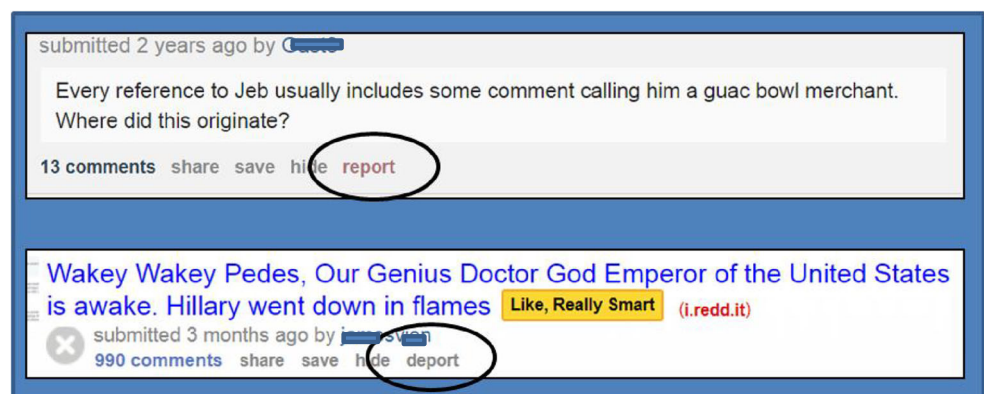 submitted 2 years ago by
Every reference to Jeb usually includes some comment calling him a guac bowl merchant.
Where did this originate?
13 comments share save hide report
Wakey Wakey Pedes, Our Genius Doctor God Emperor of the United States
is awake. Hillary went down in flames Like, Really Smart (i.redd.it)
submitted 3 months ago by
990 comments share save hide deport